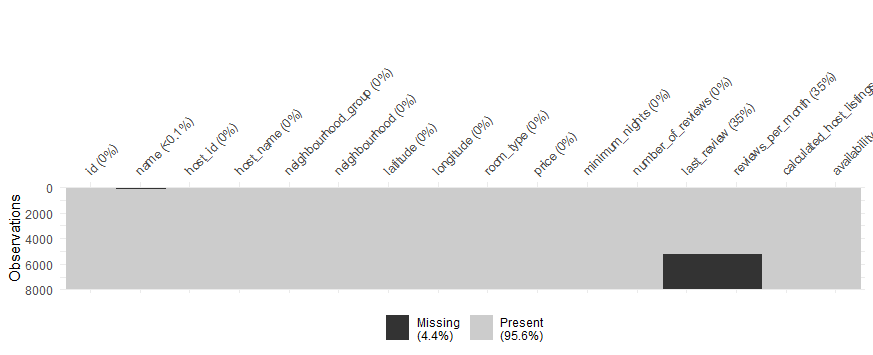 id (0%)
name (<0.1%)
host_id (0%)
host_name (0%)
neighbourhood_group (0%)
neighbourhood (0%)
latitude (0%)
longitude (0%)
room_type (0%)
price (0%)
minimum_nights (0%)
number_of_reviews (0%)
last_review (35%)
reviews_per_month (35%)
calculated_host_listings
availability
Observations
0
2000
4000
6000
8000
Missing
(4.4%)
Present
(95.6%)